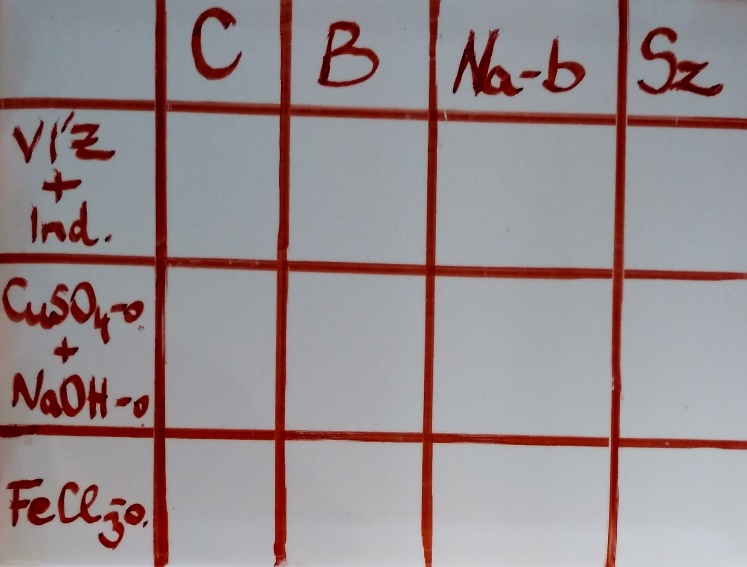 C B Na-b Sz
VÍZ
+
Ind.
CuSO₄-o.
+
NaOH-o
FeCl₃-o.